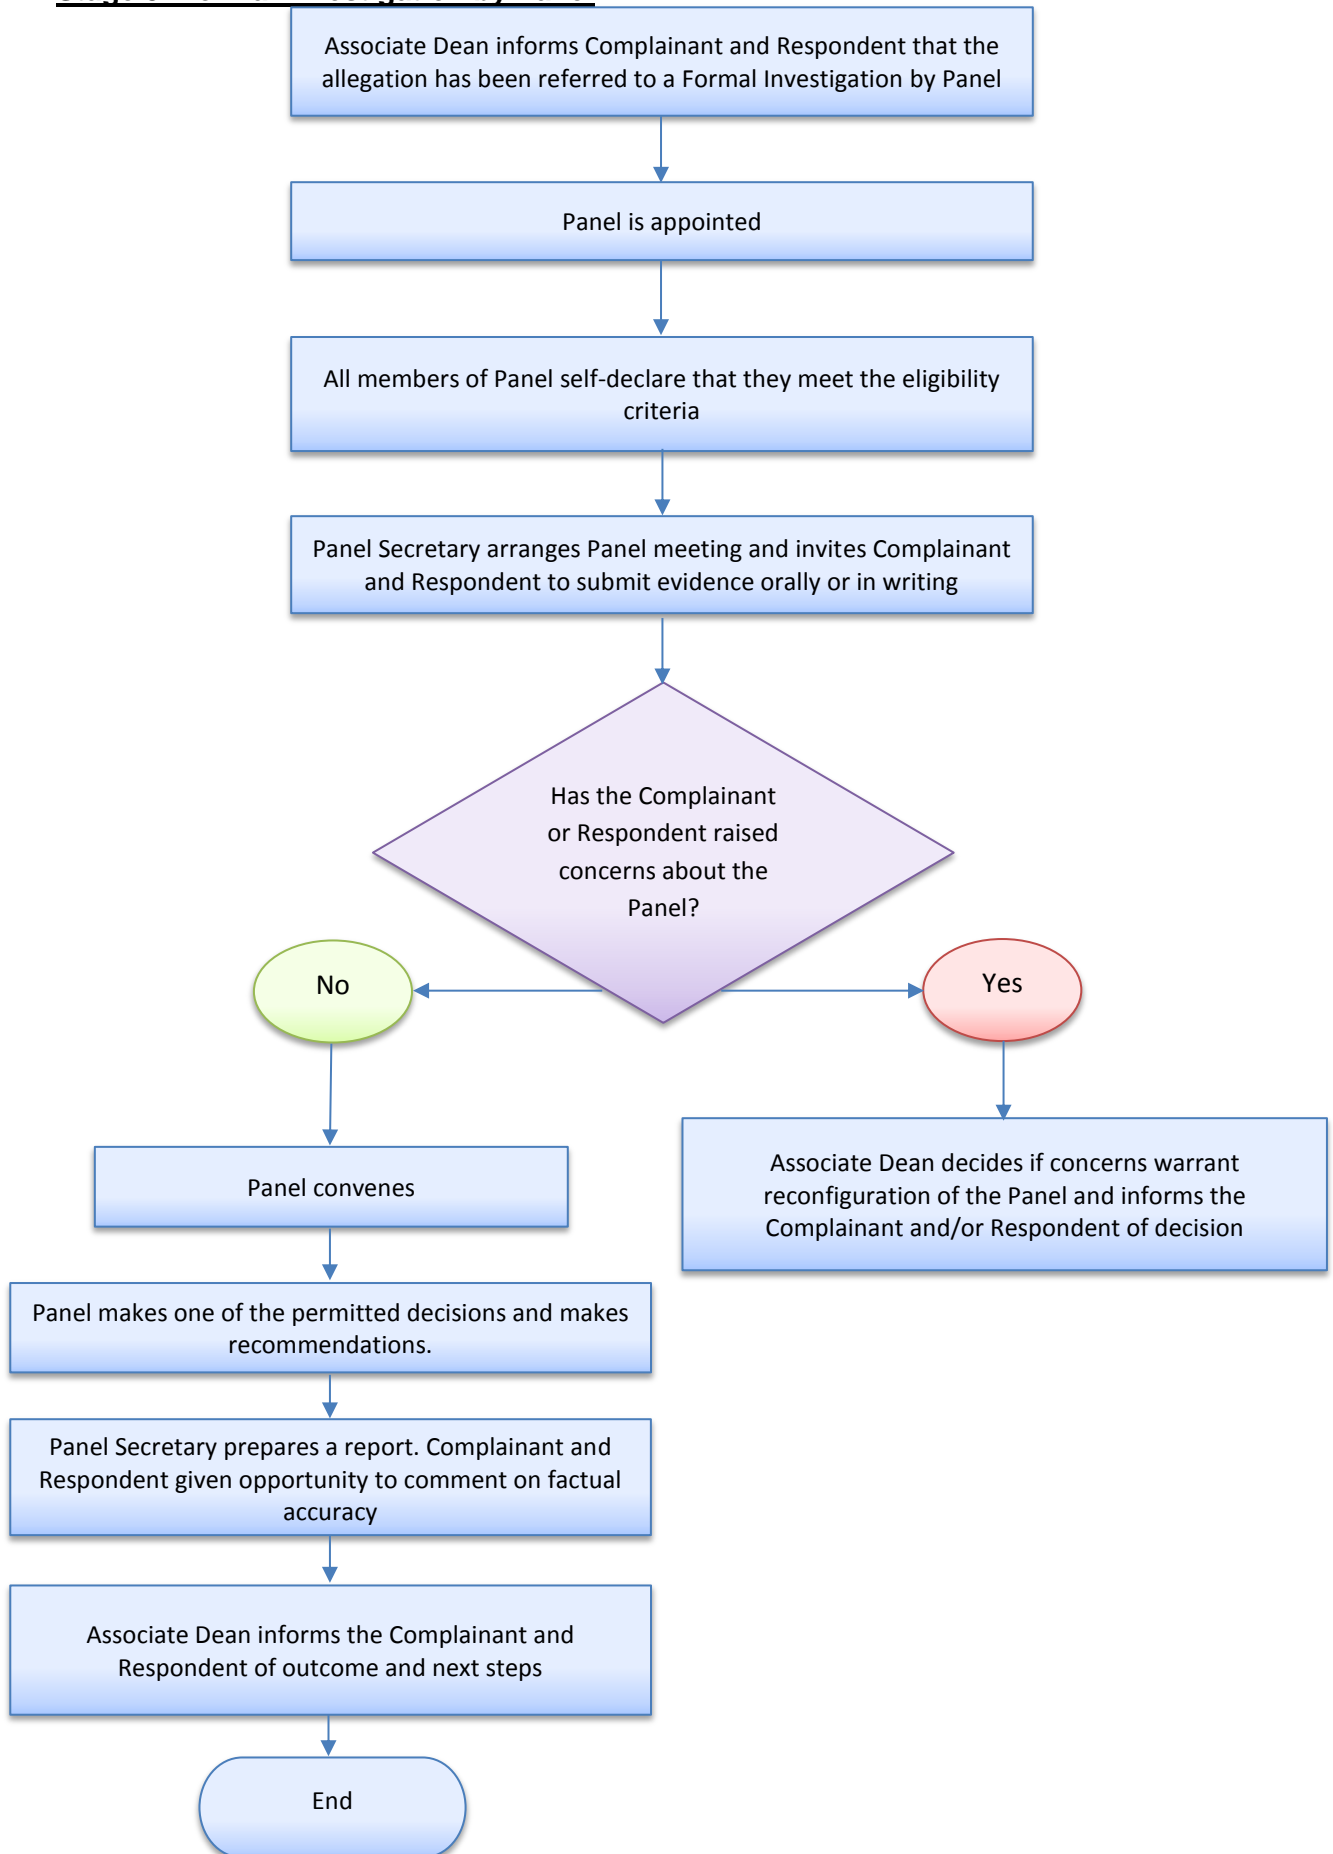 Associate Dean informs Complainant and Respondent that the
allegation has been referred to a Formal Investigation by Panel
Panel is appointed
All members of Panel self-declare that they meet the eligibility
criteria
Panel Secretary arranges Panel meeting and invites Complainant
and Respondent to submit evidence orally or in writing
Has the Complainant
or Respondent raised
concerns about the
Panel?
No
Yes
Panel convenes
Associate Dean decides if concerns warrant
reconfiguration of the Panel and informs the
Complainant and/or Respondent of decision
Panel makes one of the permitted decisions and makes
recommendations.
Panel Secretary prepares a report. Complainant and
Respondent given opportunity to comment on factual
accuracy
Associate Dean informs the Complainant and
Respondent of outcome and next steps
End